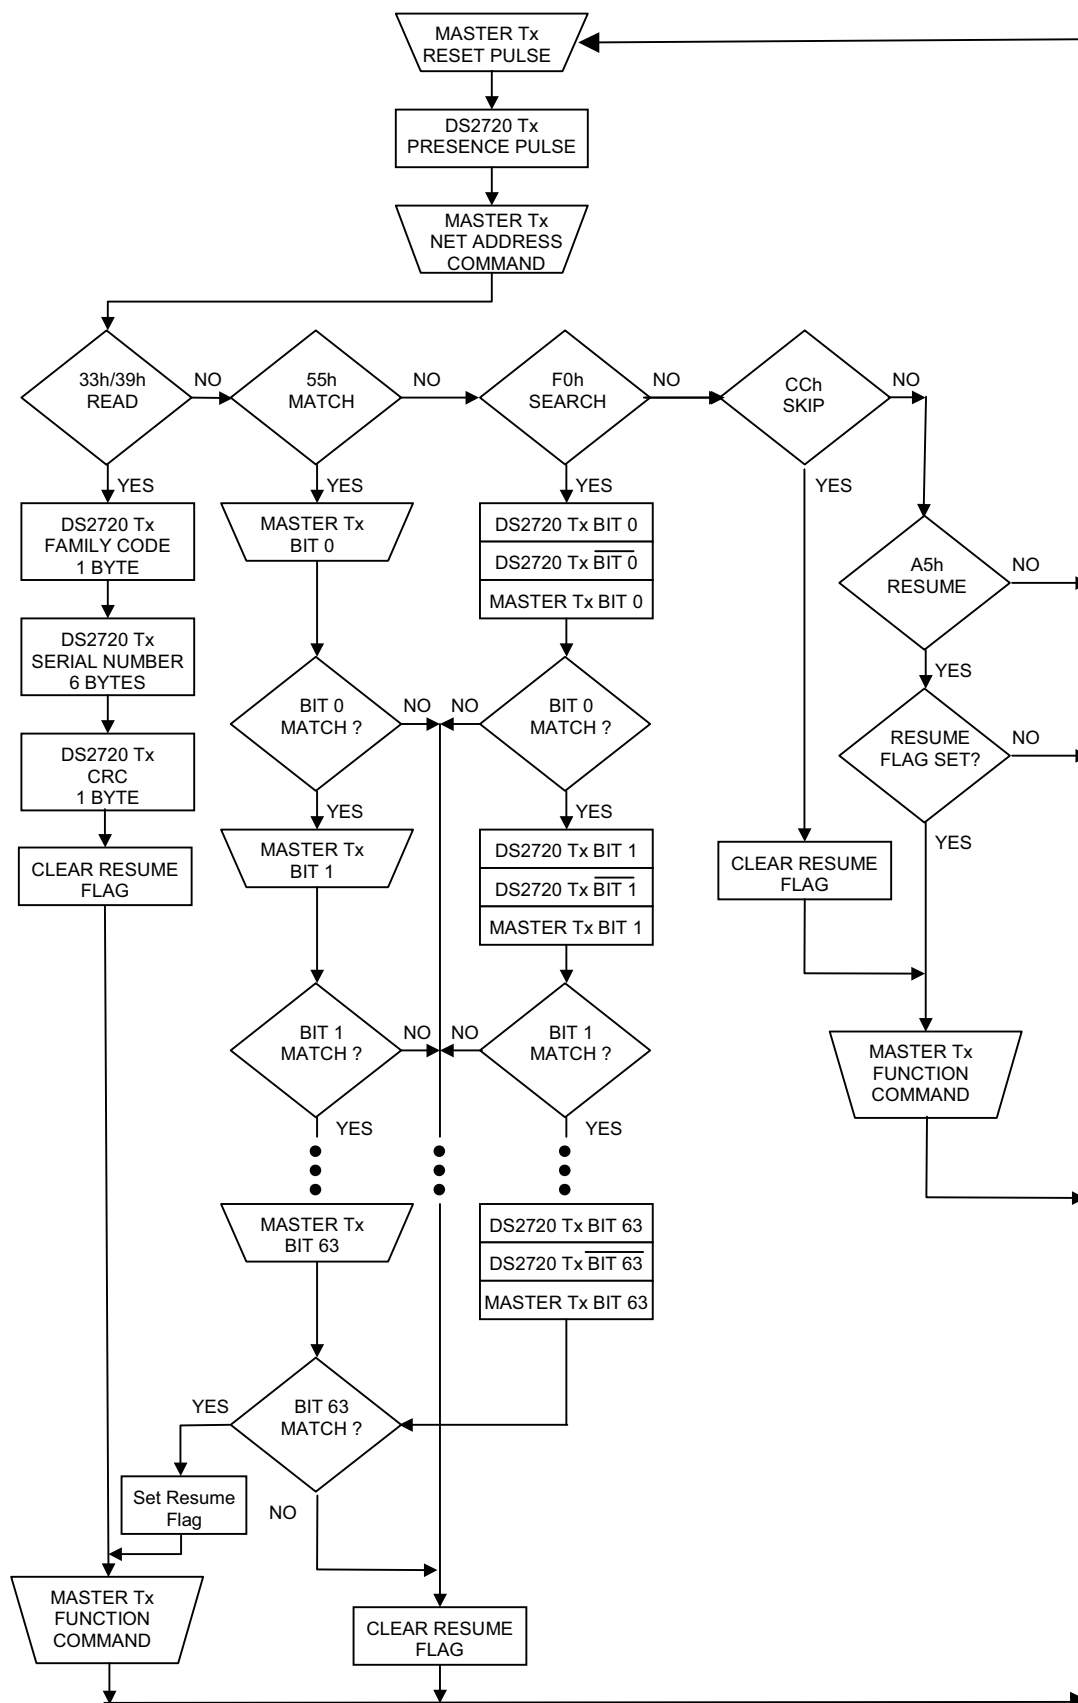 MASTER Tx
RESET PULSE
DS2720 Tx
PRESENCE PULSE
MASTER Tx
NET ADDRESS
COMMAND
33h/39h
READ
NO
55h
MATCH
NO
F0h
SEARCH
NO
CCh
SKIP
NO
YES
YES
YES
YES
DS2720 Tx
FAMILY CODE
1 BYTE
MASTER Tx
BIT 0
DS2720 Tx BIT 0
DS2720 Tx B̅I̅T̅ ̅0̅
MASTER Tx BIT 0
A5h
RESUME
NO
YES
DS2720 Tx
SERIAL NUMBER
6 BYTES
BIT 0
MATCH ?
NO
NO
BIT 0
MATCH ?
RESUME
FLAG SET?
NO
YES
DS2720 Tx
CRC
1 BYTE
YES
YES
CLEAR RESUME
FLAG
MASTER Tx
BIT 1
DS2720 Tx BIT 1
DS2720 Tx B̅I̅T̅ ̅1̅
MASTER Tx BIT 1
CLEAR RESUME
FLAG
BIT 1
MATCH ?
NO
NO
BIT 1
MATCH ?
MASTER Tx
FUNCTION
COMMAND
YES
YES
MASTER Tx
BIT 63
DS2720 Tx BIT 63
DS2720 Tx B̅I̅T̅ ̅6̅3̅
MASTER Tx BIT 63
YES
BIT 63
MATCH ?
NO
Set Resume
Flag
MASTER Tx
FUNCTION
COMMAND
CLEAR RESUME
FLAG